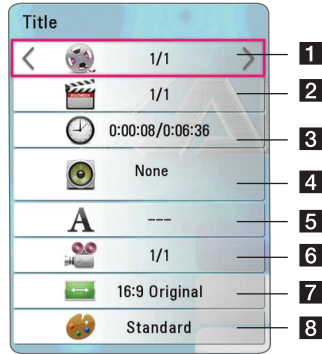 Title
1/1 1
1/1 2
0:00:08/0:06:36 3
None 4
A --- 5
1/1 6
16:9 Original 7
Standard 8